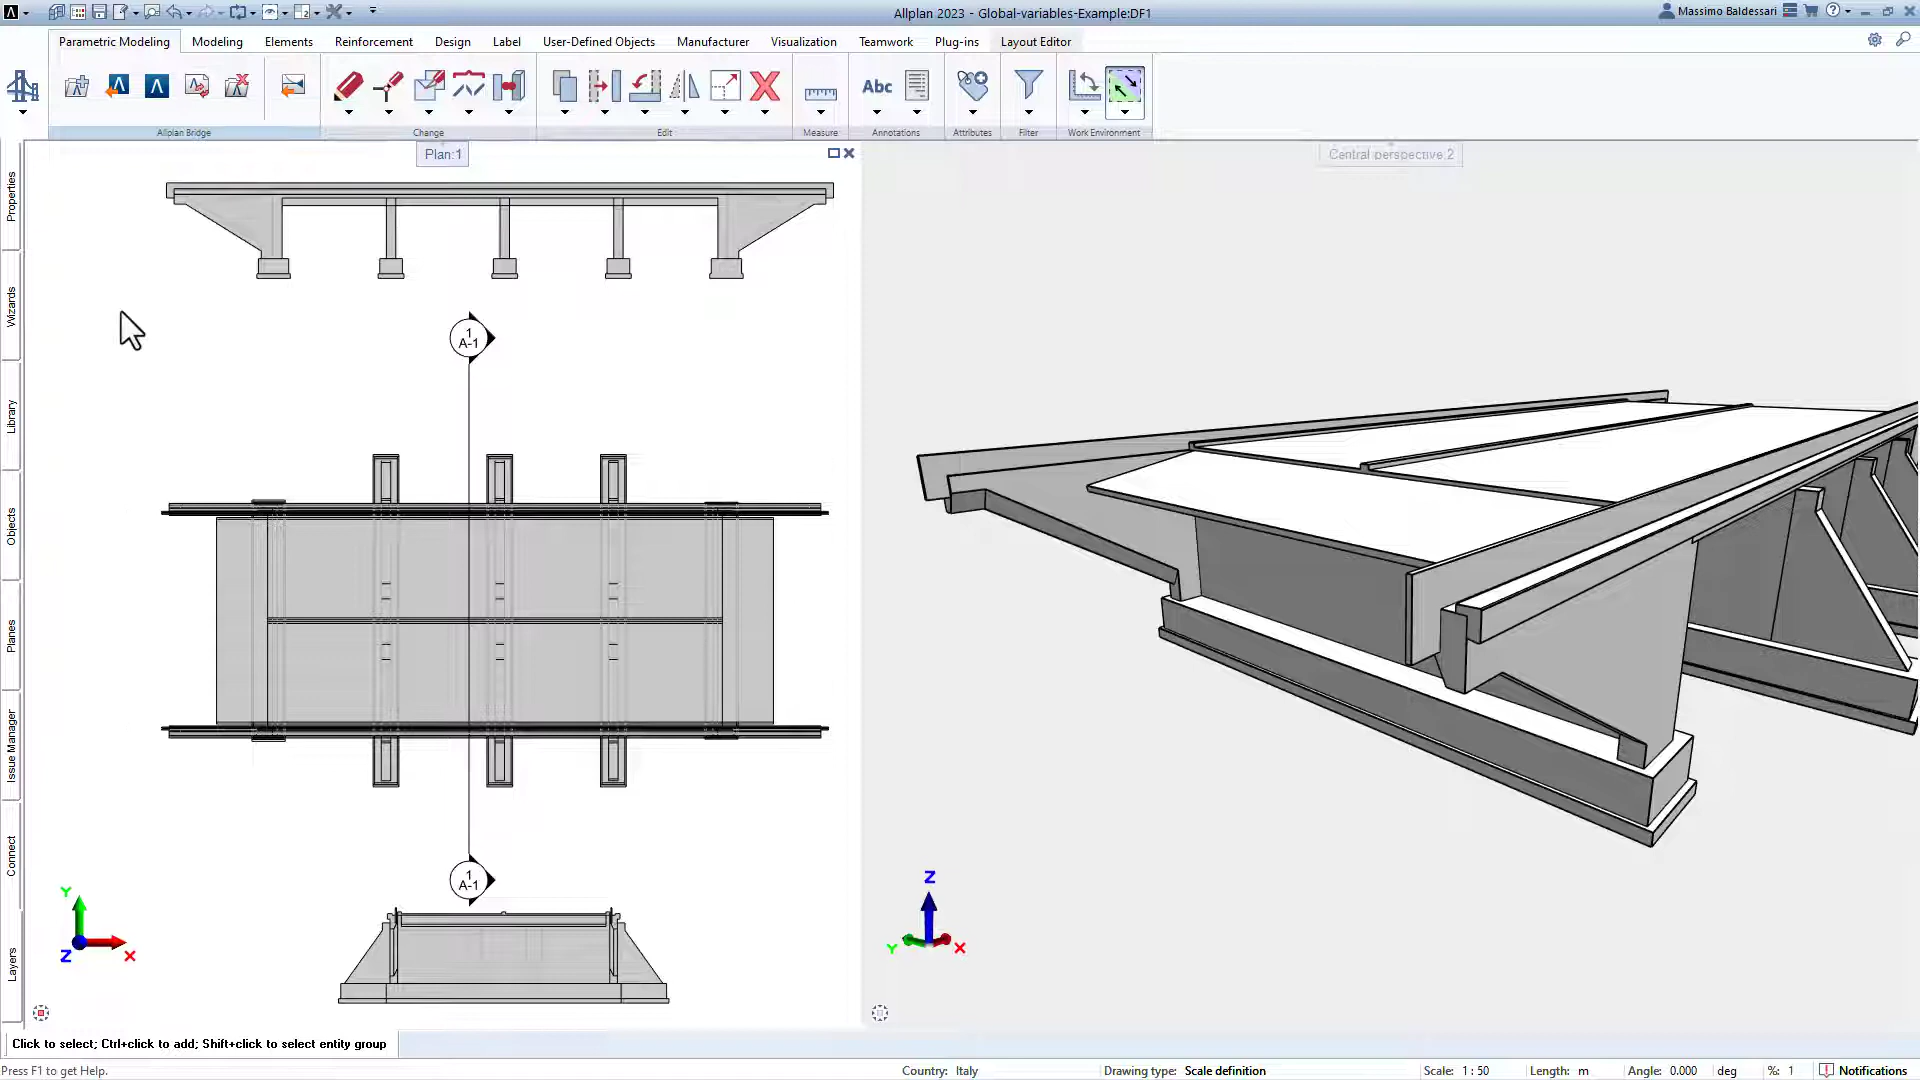 Allplan 2023 - Global-variables-Example:DF1
Massimo Baldessari
Parametric Modeling
Modeling
Elements
Reinforcement
Design
Label
User-Defined Objects
Manufacturer
Visualization
Teamwork
Plug-ins
Layout Editor
Abc
Allplan Bridge
Change
Edit
Measure
Annotations
Attributes
Filter
Work Environment
Plan:1
Central perspective:2
Properties
Wizards
Library
Objects
Planes
Issue Manager
Connect
Layers
1
A-1
1
A-1
Y
Z
X
Z
Y
X
Click to select; Ctrl+click to add; Shift+click to select entity group
Press F1 to get Help.
Country: Italy
Drawing type: Scale definition
Scale: 1 : 50
Length: m
Angle: 0.000 deg
%: 1
Notifications